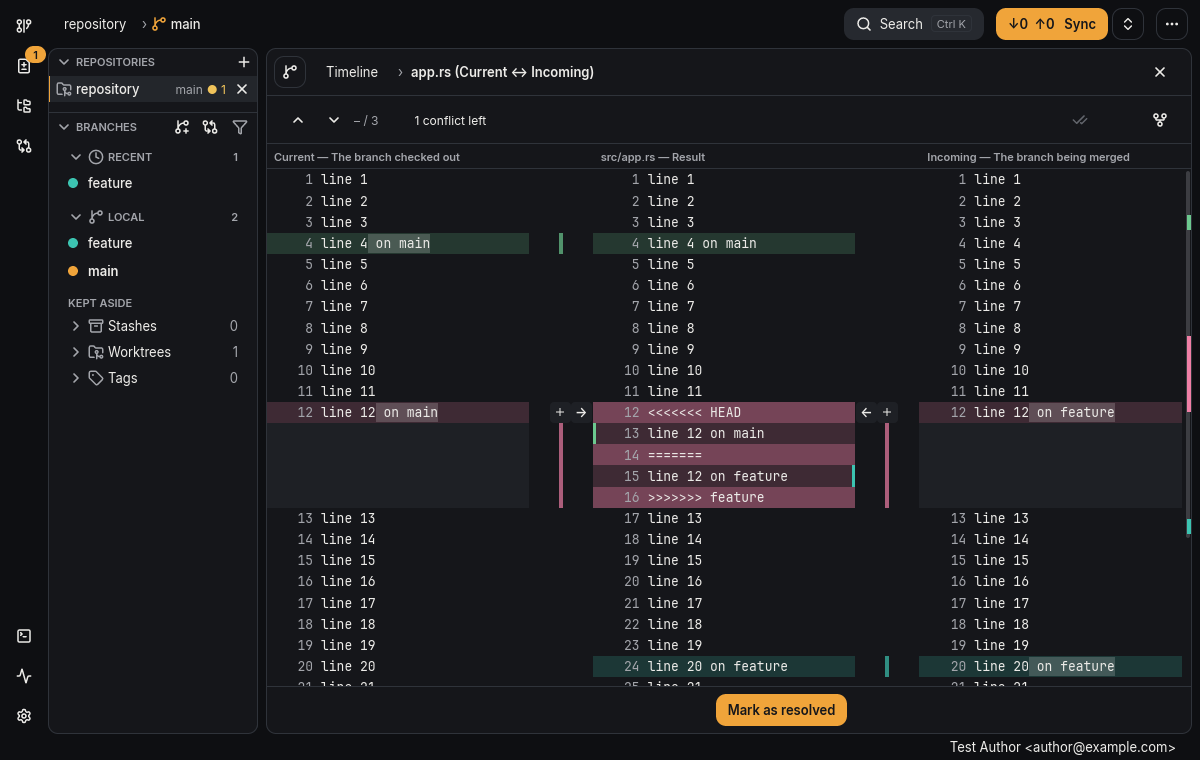 repository › main
Search Ctrl K
↓0 ↑0 Sync
1
REPOSITORIES
repository main 1
BRANCHES
RECENT 1
feature
LOCAL 2
feature
main
KEPT ASIDE
Stashes 0
Worktrees 1
Tags 0
Timeline › app.rs (Current ↔ Incoming)
– / 3 1 conflict left
Current — The branch checked out
1 line 1
2 line 2
3 line 3
4 line 4 on main
5 line 5
6 line 6
7 line 7
8 line 8
9 line 9
10 line 10
11 line 11
12 line 12 on main
13 line 13
14 line 14
15 line 15
16 line 16
17 line 17
18 line 18
19 line 19
20 line 20
21 line 21
src/app.rs — Result
1 line 1
2 line 2
3 line 3
4 line 4 on main
5 line 5
6 line 6
7 line 7
8 line 8
9 line 9
10 line 10
11 line 11
+ → 12 <<<<<<< HEAD ← +
13 line 12 on main
14 =======
15 line 12 on feature
16 >>>>>>> feature
17 line 13
18 line 14
19 line 15
20 line 16
21 line 17
22 line 18
23 line 19
24 line 20 on feature
25 line 21
Incoming — The branch being merged
1 line 1
2 line 2
3 line 3
4 line 4
5 line 5
6 line 6
7 line 7
8 line 8
9 line 9
10 line 10
11 line 11
12 line 12 on feature
13 line 13
14 line 14
15 line 15
16 line 16
17 line 17
18 line 18
19 line 19
20 line 20 on feature
21 line 21
Mark as resolved
Test Author <author@example.com>